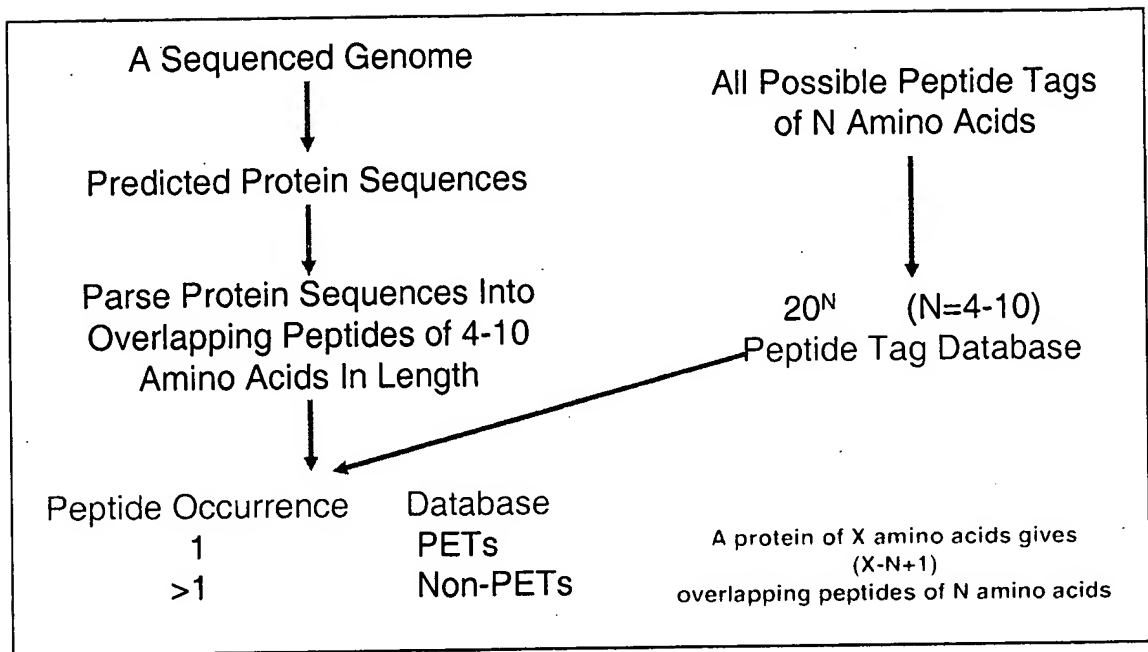 A Sequenced Genome
Predicted Protein Sequences
Parse Protein Sequences Into
Overlapping Peptides of 4-10
Amino Acids In Length
All Possible Peptide Tags
of N Amino Acids
20ᴺ (N=4-10)
Peptide Tag Database
Peptide Occurrence Database
1 PETs
>1 Non-PETs
A protein of X amino acids gives
(X-N+1)
overlapping peptides of N amino acids